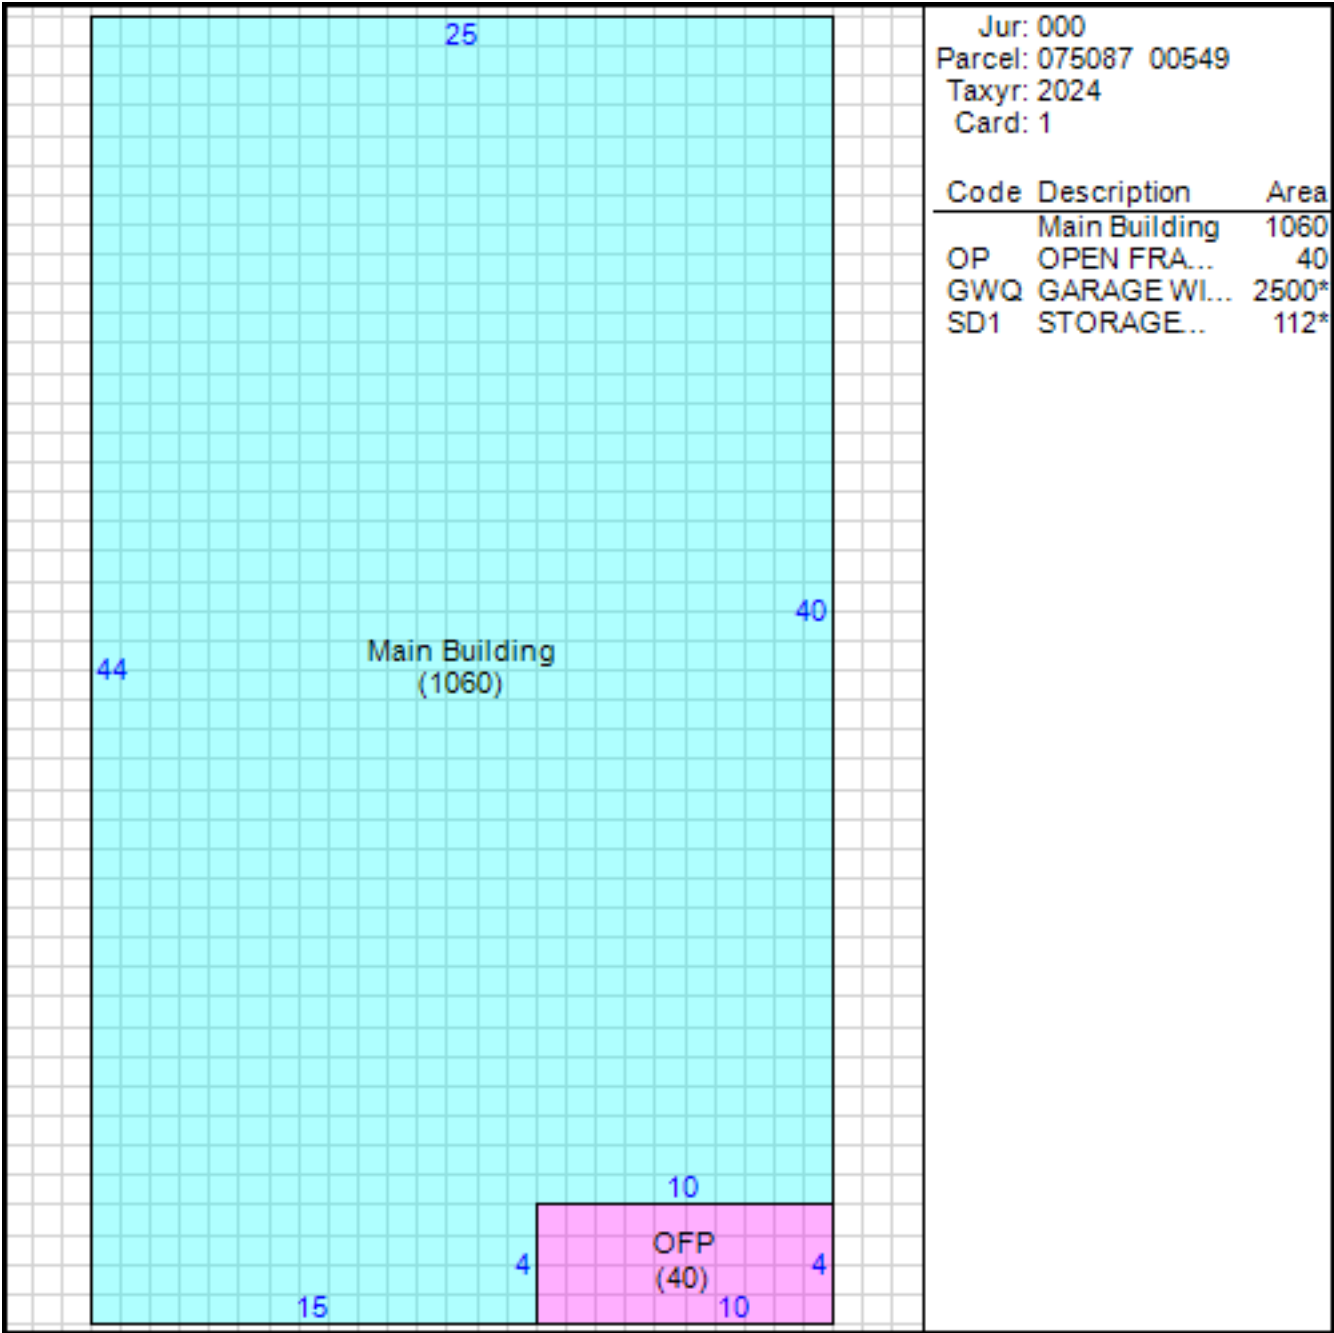 25
40
Main Building
(1060)
44
10
OFP
(40)
4
4
15
10
Jur: 000
Parcel: 075087 00549
Taxyr: 2024
Card: 1
Code Description Area
Main Building 1060
OP OPEN FRA... 40
GWQ GARAGE WI... 2500*
SD1 STORAGE... 112*